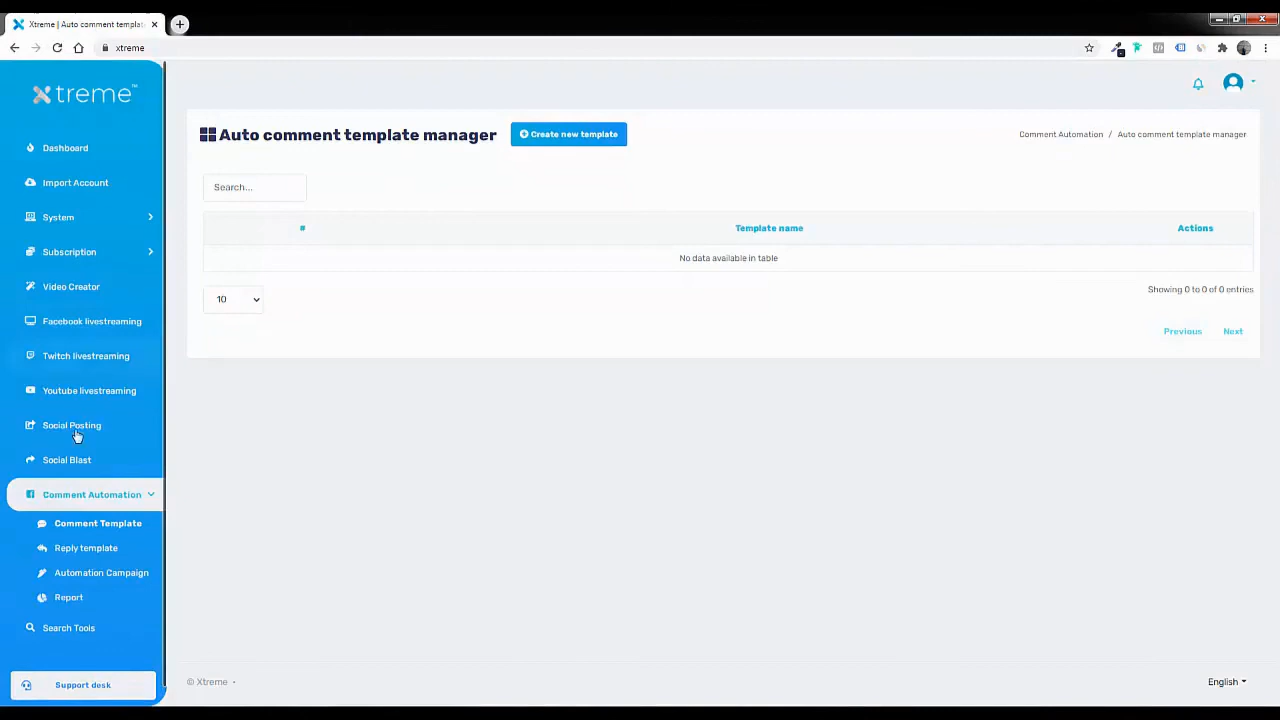 Xtreme | Auto comment templat
xtreme
Xtreme™
Dashboard
Import Account
System
Subscription
Video Creator
Facebook livestreaming
Twitch livestreaming
Youtube livestreaming
Social Posting
Social Blast
Comment Automation
Comment Template
Reply template
Automation Campaign
Report
Search Tools
Support desk
Auto comment template manager
Create new template
Comment Automation / Auto comment template manager
Search...
# Template name Actions
No data available in table
10
Showing 0 to 0 of 0 entries
Previous Next
© Xtreme •
English